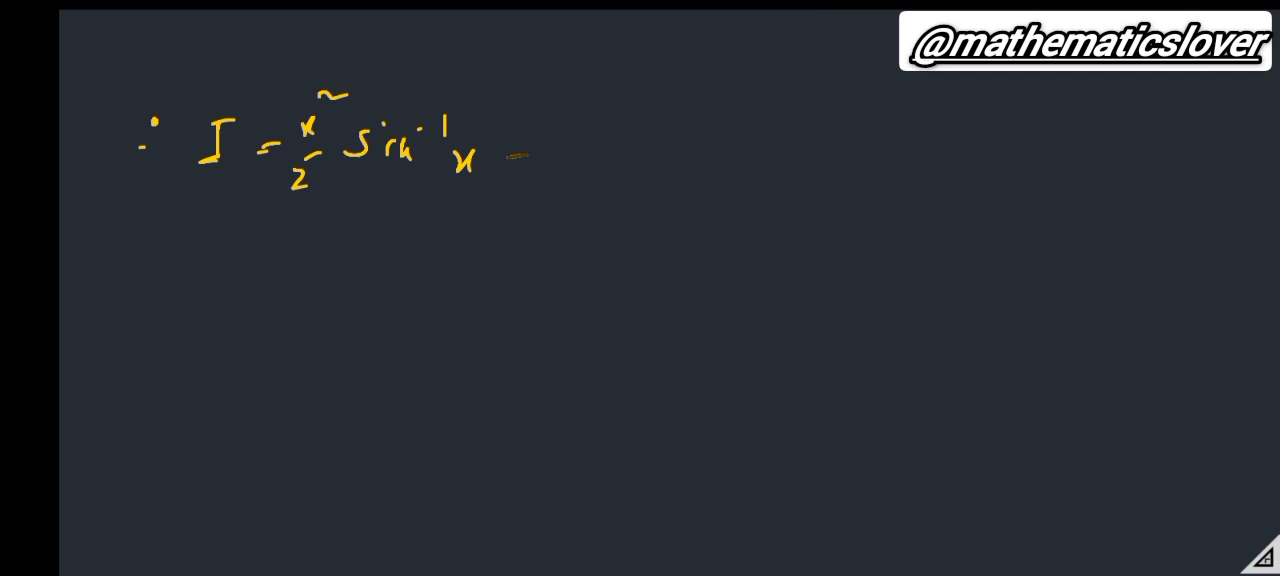 @mathematicslover
∴ I = x²/2 sin⁻¹x -